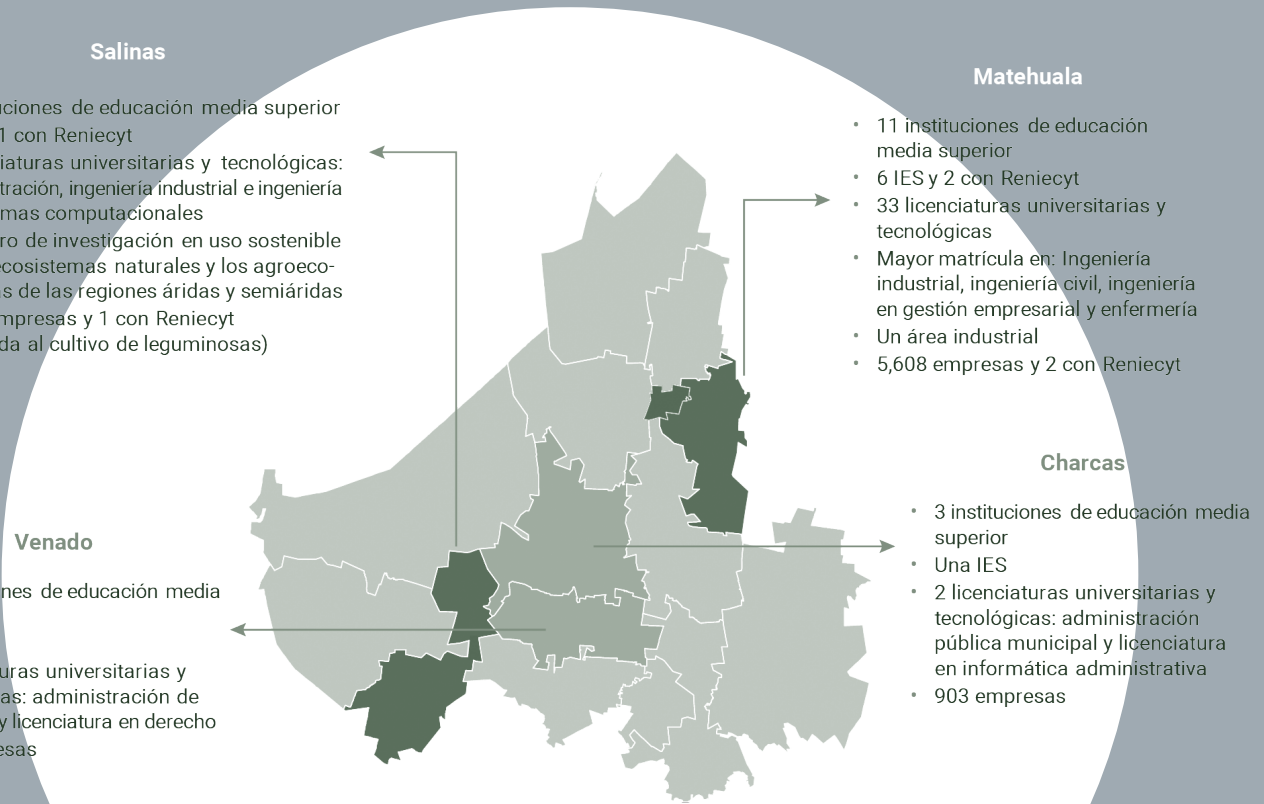 Salinas
uciones de educación media superior
1 con Reniecyt
iaturas universitarias y tecnológicas:
tración, ingeniería industrial e ingeniería
mas computacionales
ro de investigación en uso sostenible
ecosistemas naturales y los agroeco-
as de las regiones áridas y semiáridas
mpresas y 1 con Reniecyt
da al cultivo de leguminosas)
Venado
nes de educación media
uras universitarias y
as: administración de
y licenciatura en derecho
esas
Matehuala
• 11 instituciones de educación
media superior
• 6 IES y 2 con Reniecyt
• 33 licenciaturas universitarias y
tecnológicas
• Mayor matrícula en: Ingeniería
industrial, ingeniería civil, ingeniería
en gestión empresarial y enfermería
• Un área industrial
• 5,608 empresas y 2 con Reniecyt
Charcas
• 3 instituciones de educación media
superior
• Una IES
• 2 licenciaturas universitarias y
tecnológicas: administración
pública municipal y licenciatura
en informática administrativa
• 903 empresas